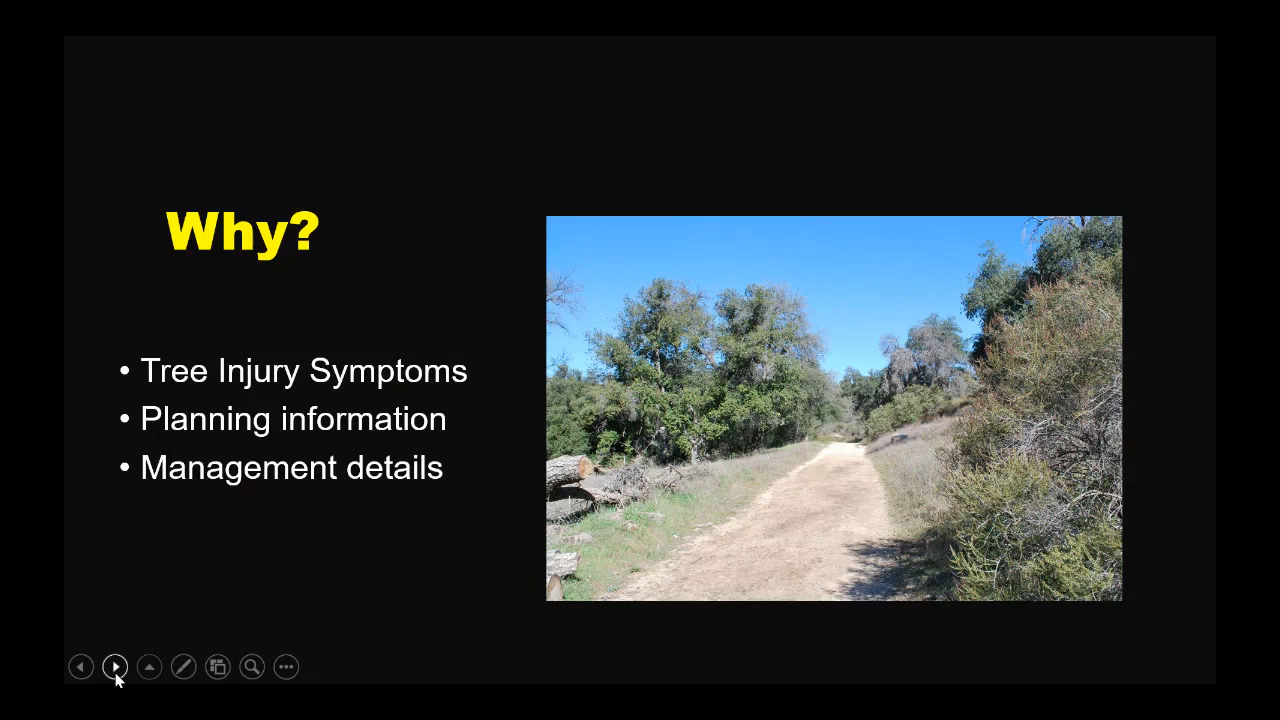 Why?
• Tree Injury Symptoms
• Planning information
• Management details